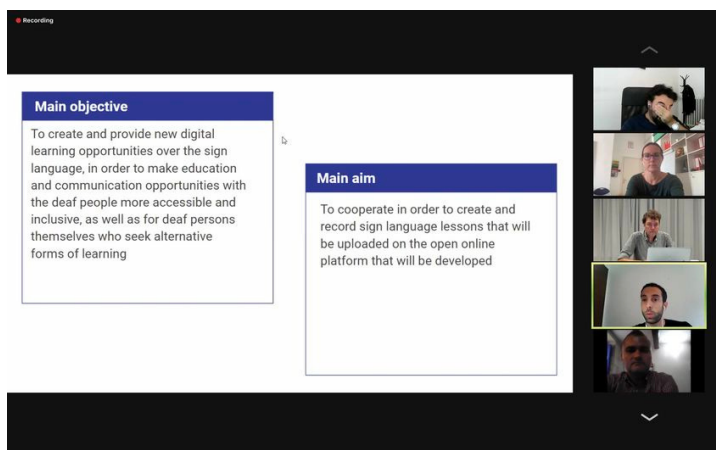 Recording
Main objective
To create and provide new digital
learning opportunities over the sign
language, in order to make education
and communication opportunities with
the deaf people more accessible and
inclusive, as well as for deaf persons
themselves who seek alternative
forms of learning
Main aim
To cooperate in order to create and
record sign language lessons that will
be uploaded on the open online
platform that will be developed